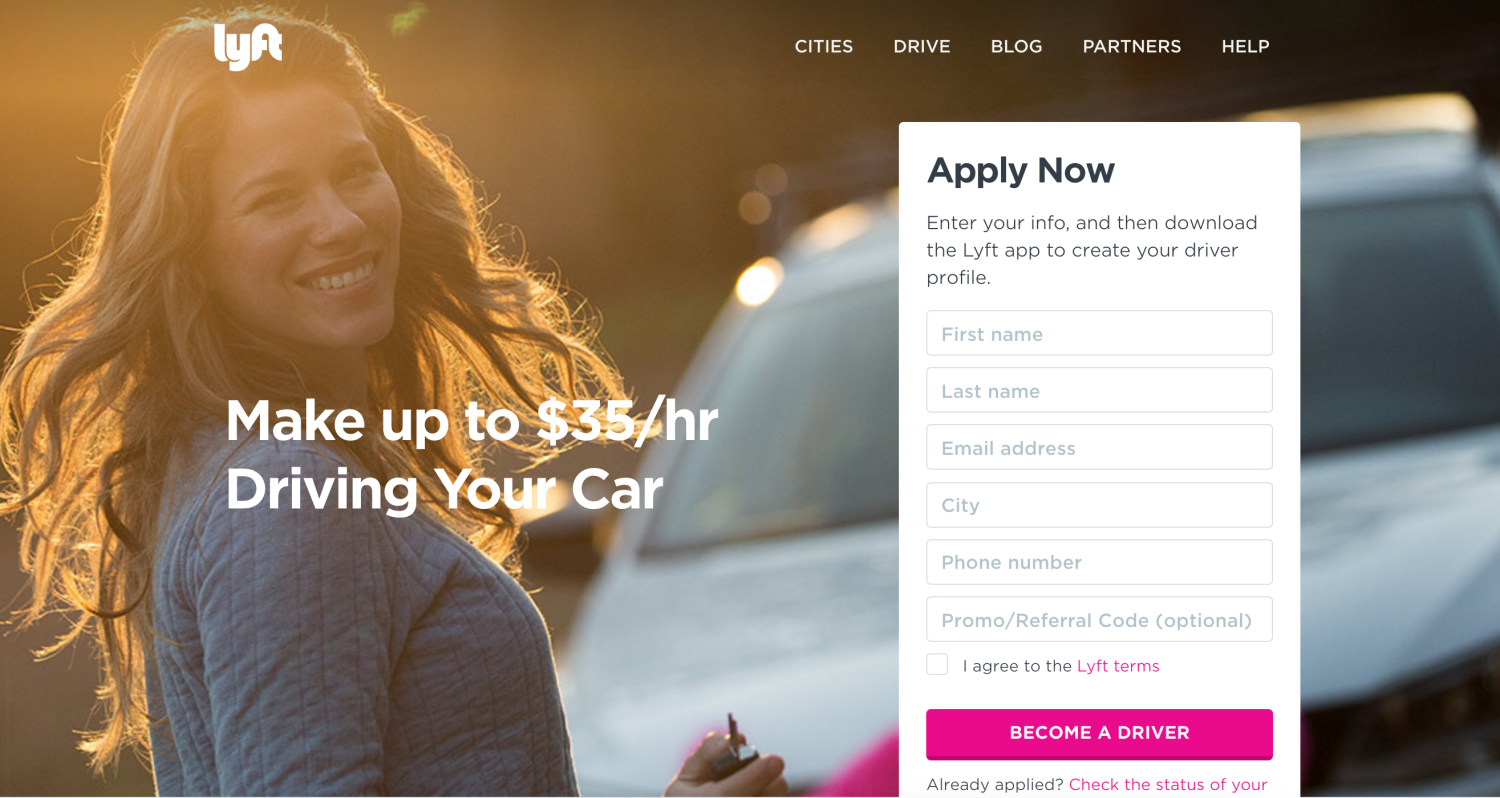 lyft
CITIES DRIVE BLOG PARTNERS HELP
Make up to $35/hr
Driving Your Car
Apply Now
Enter your info, and then download
the Lyft app to create your driver
profile.
First name
Last name
Email address
City
Phone number
Promo/Referral Code (optional)
I agree to the Lyft terms
BECOME A DRIVER
Already applied? Check the status of your